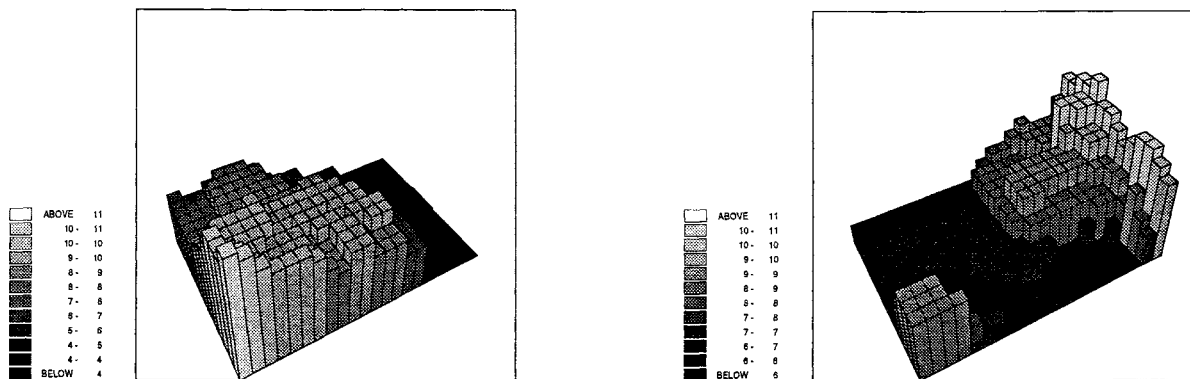 ABOVE 11
10 - 11
10 - 10
9 - 10
8 - 9
8 - 8
7 - 8
6 - 7
5 - 6
4 - 5
4 - 4
BELOW 4
ABOVE 11
10 - 11
10 - 10
9 - 10
9 - 9
8 - 9
8 - 8
7 - 8
7 - 7
6 - 7
6 - 6
BELOW 6